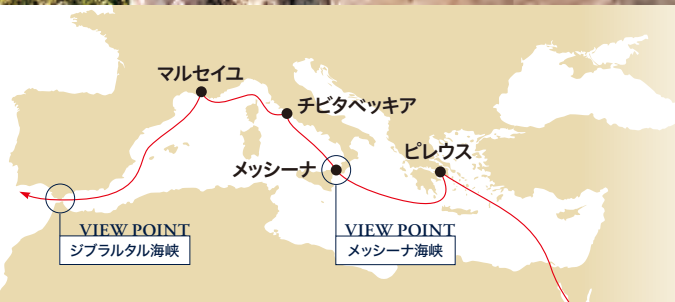 マルセイユ
チビタベッキア
メッシーナ
ピレウス
VIEW POINT
ジブラルタル海峡
VIEW POINT
メッシーナ海峡